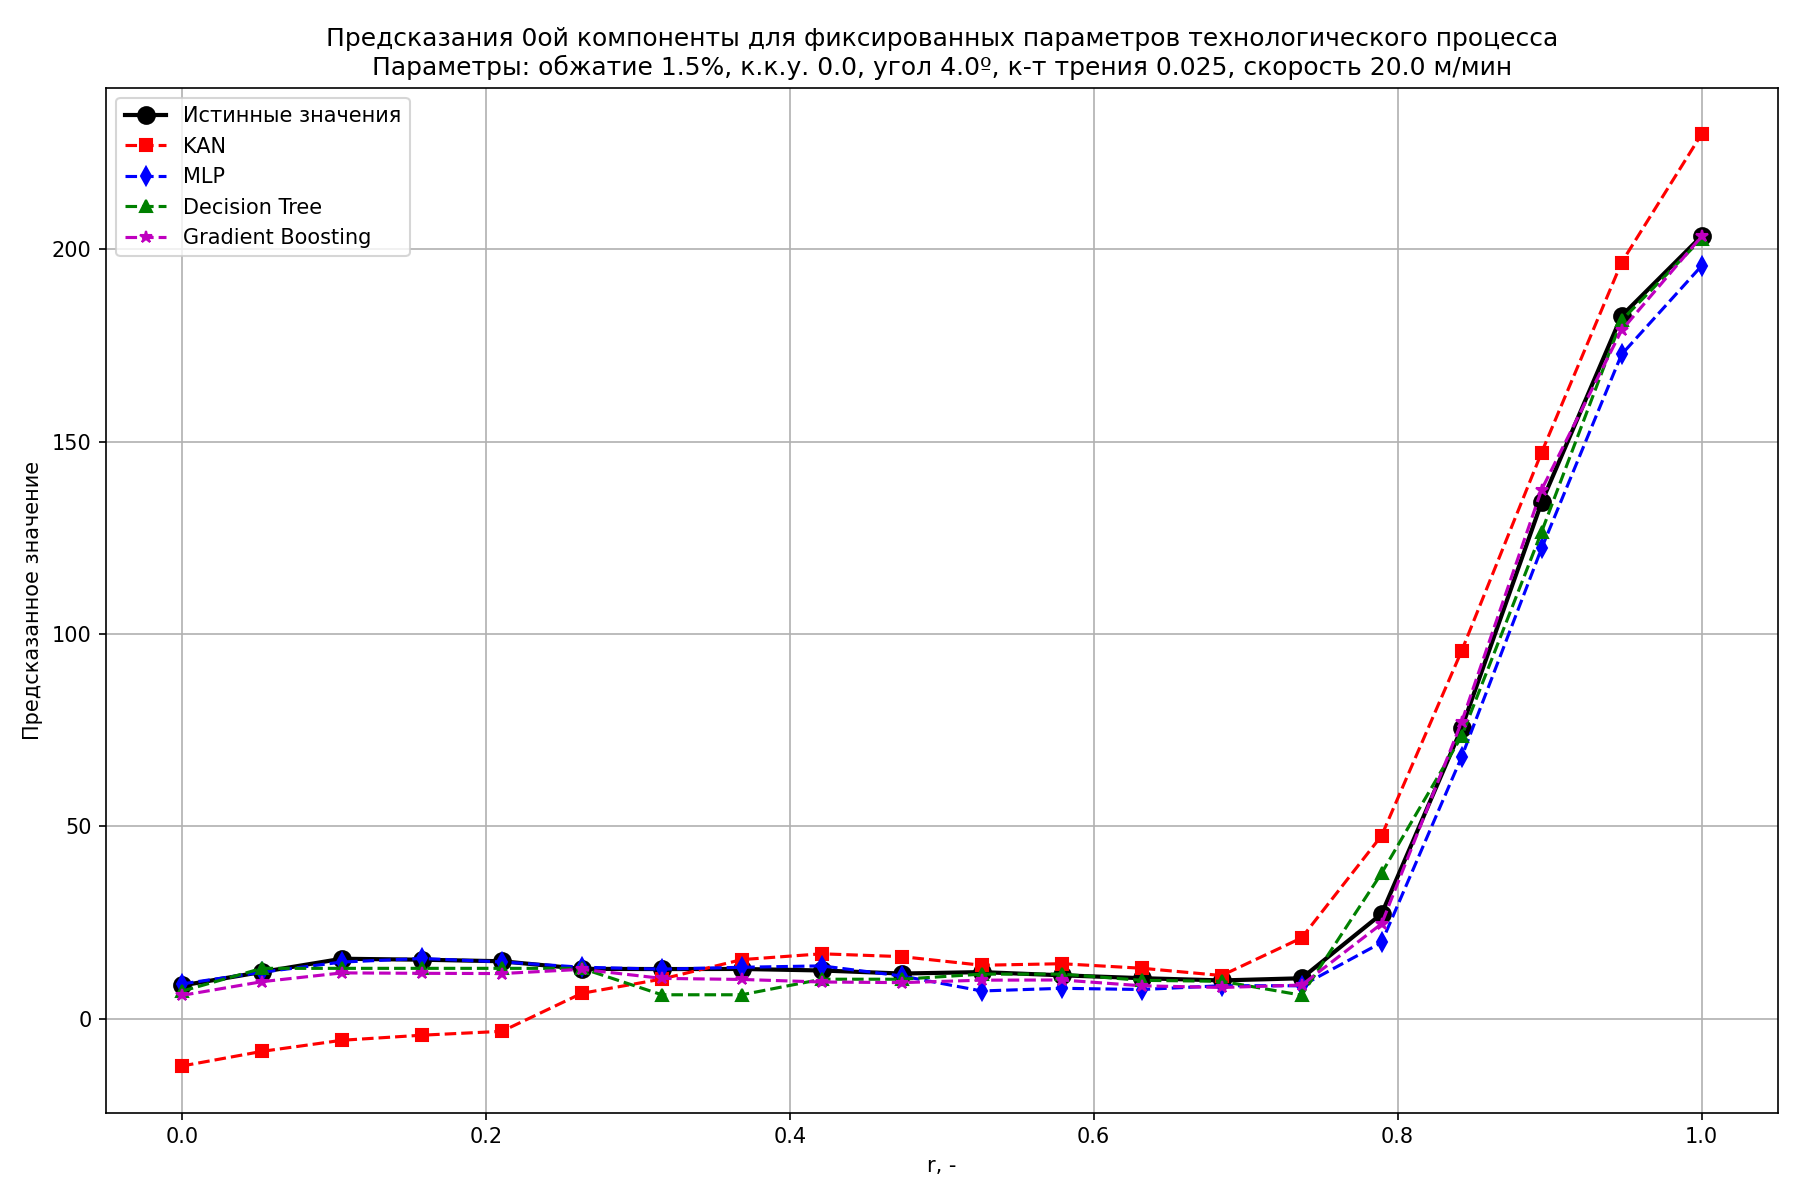 Предсказания 0ой компоненты для фиксированных параметров технологического процесса
Параметры: обжатие 1.5%, к.к.у. 0.0, угол 4.0º, к-т трения 0.025, скорость 20.0 м/мин
Истинные значения
KAN
MLP
Decision Tree
Gradient Boosting
Предсказанное значение
200
150
100
50
0
0.0
0.2
0.4
0.6
0.8
1.0
r, -